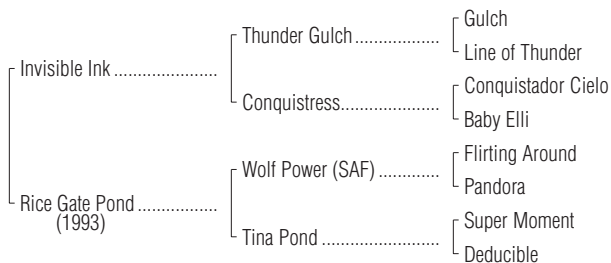 Gulch
Thunder Gulch
Line of Thunder
Invisible Ink
Conquistador Cielo
Conquistress
Baby Elli
Flirting Around
Wolf Power (SAF)
Pandora
Rice Gate Pond
(1993)
Super Moment
Tina Pond
Deducible